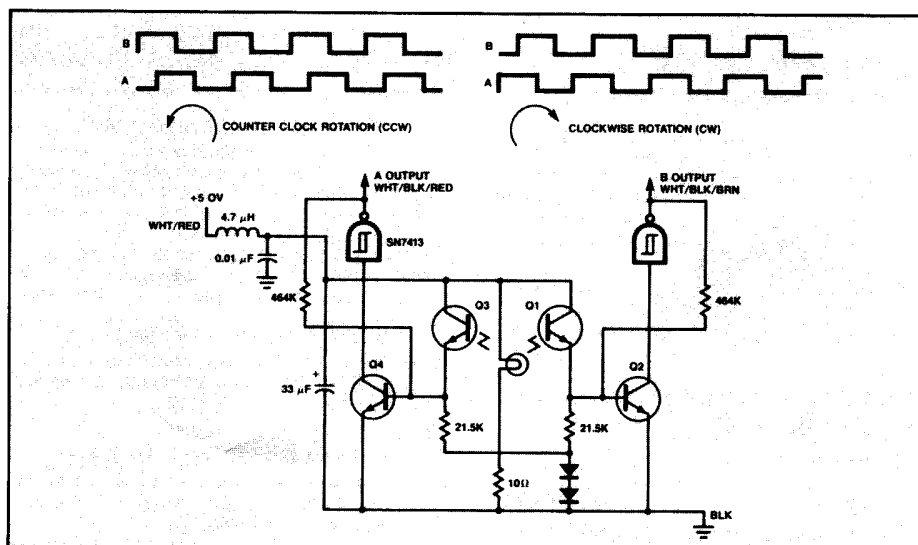 B
A
COUNTER CLOCK ROTATION (CCW)
B
A
CLOCKWISE ROTATION (CW)
A OUTPUT
WHT/BLK/RED
B OUTPUT
WHT/BLK/BRN
+5 OV
4.7 μH
WHT/RED
SN7413
0.01 μF
464K
464K
Q3
Q1
Q4
Q2
+
33 μF
21.5K
21.5K
10Ω
BLK